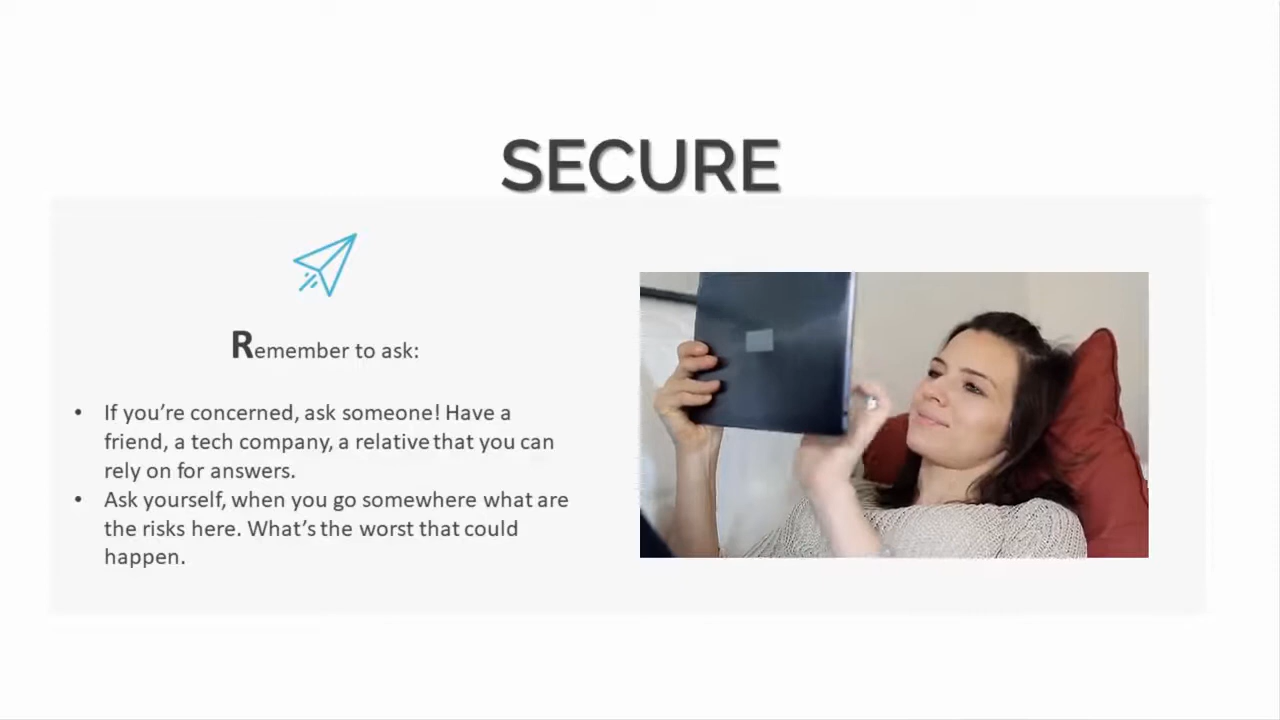 SECURE
Remember to ask:
• If you’re concerned, ask someone! Have a
friend, a tech company, a relative that you can
rely on for answers.
• Ask yourself, when you go somewhere what are
the risks here. What’s the worst that could
happen.